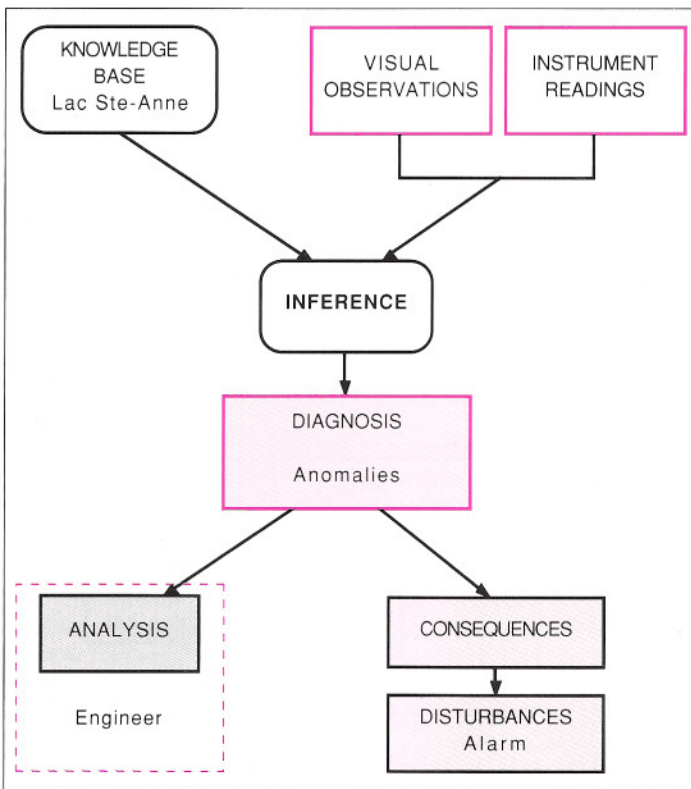 KNOWLEDGE
BASE
Lac Ste-Anne
VISUAL
OBSERVATIONS
INSTRUMENT
READINGS
INFERENCE
DIAGNOSIS
Anomalies
ANALYSIS
Engineer
CONSEQUENCES
DISTURBANCES
Alarm